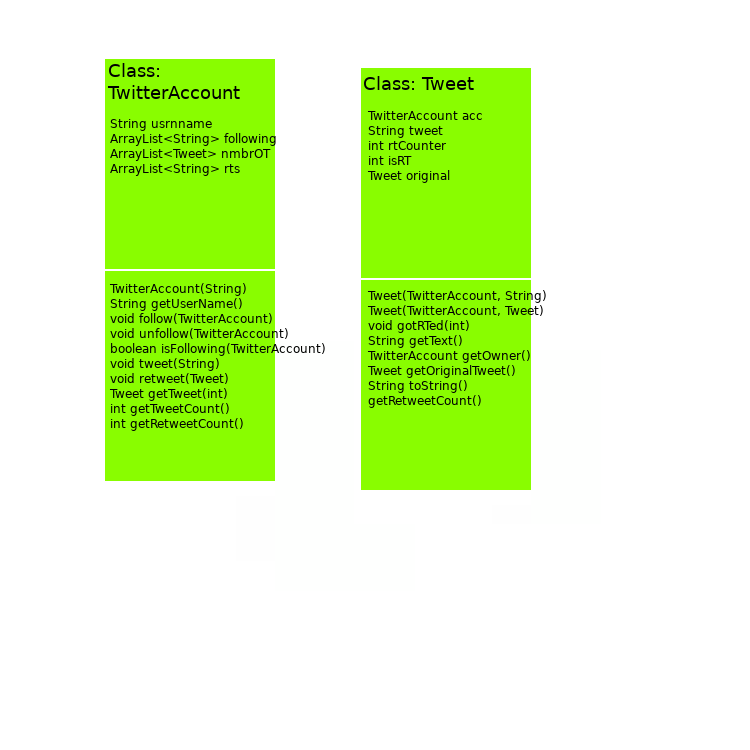 Class:
TwitterAccount
String usrnname
ArrayList<String> following
ArrayList<Tweet> nmbrOT
ArrayList<String> rts
TwitterAccount(String)
String getUserName()
void follow(TwitterAccount)
void unfollow(TwitterAccount)
boolean isFollowing(TwitterAccount)
void tweet(String)
void retweet(Tweet)
Tweet getTweet(int)
int getTweetCount()
int getRetweetCount()
Class: Tweet
TwitterAccount acc
String tweet
int rtCounter
int isRT
Tweet original
Tweet(TwitterAccount, String)
Tweet(TwitterAccount, Tweet)
void gotRTed(int)
String getText()
TwitterAccount getOwner()
Tweet getOriginalTweet()
String toString()
getRetweetCount()